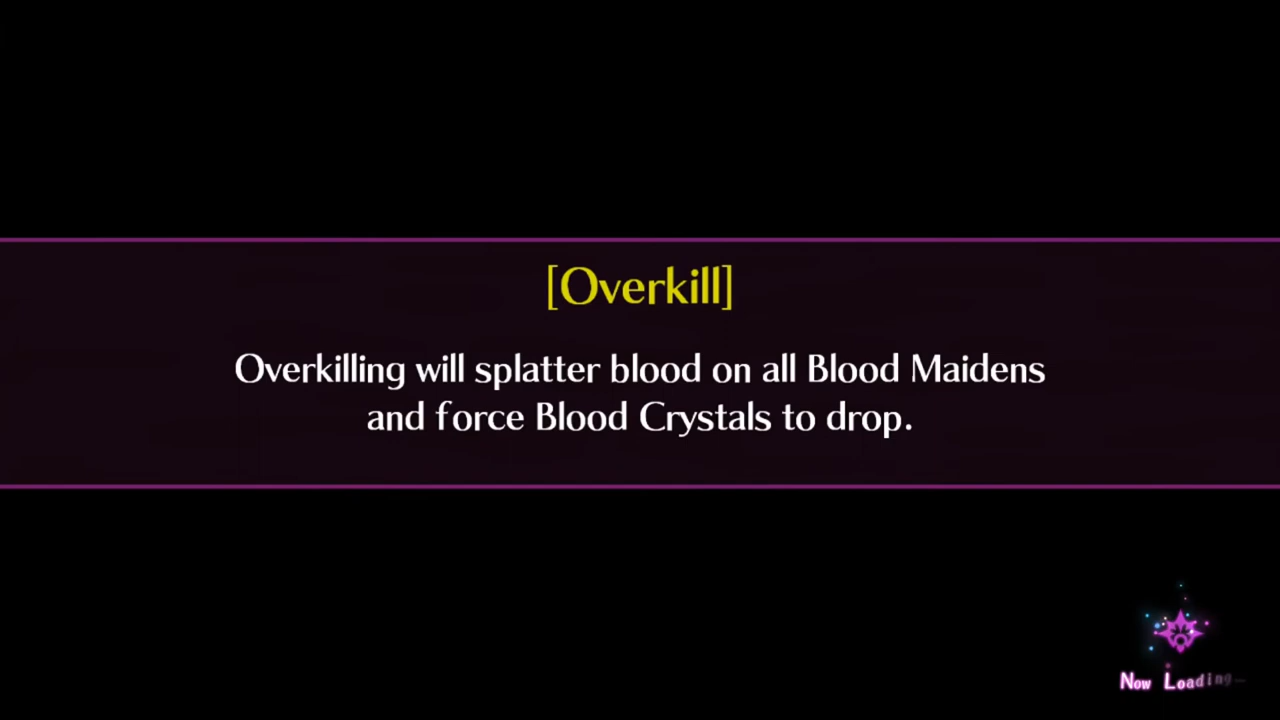 [Overkill]
Overkilling will splatter blood on all Blood Maidens
and force Blood Crystals to drop.
Now Loading...